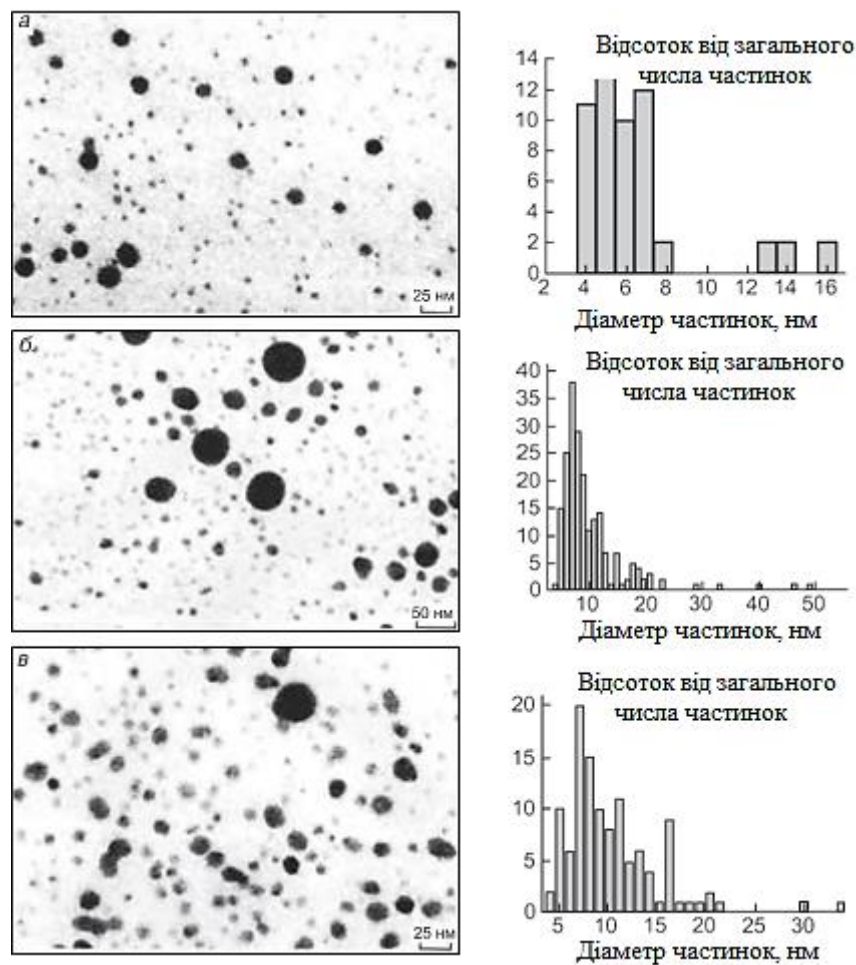 а
25 нм
Відсоток від загального
числа частинок
14
12
10
8
6
4
2
0
2 4 6 8 10 12 14 16
Діаметр частинок, нм
б.
50 нм
Відсоток від загального
числа частинок
40
35
30
25
20
15
10
5
0
10 20 30 40 50
Діаметр частинок, нм
в
25 нм
Відсоток від загального
числа частинок
20
15
10
5
0
5 10 15 20 25 30
Діаметр частинок, нм